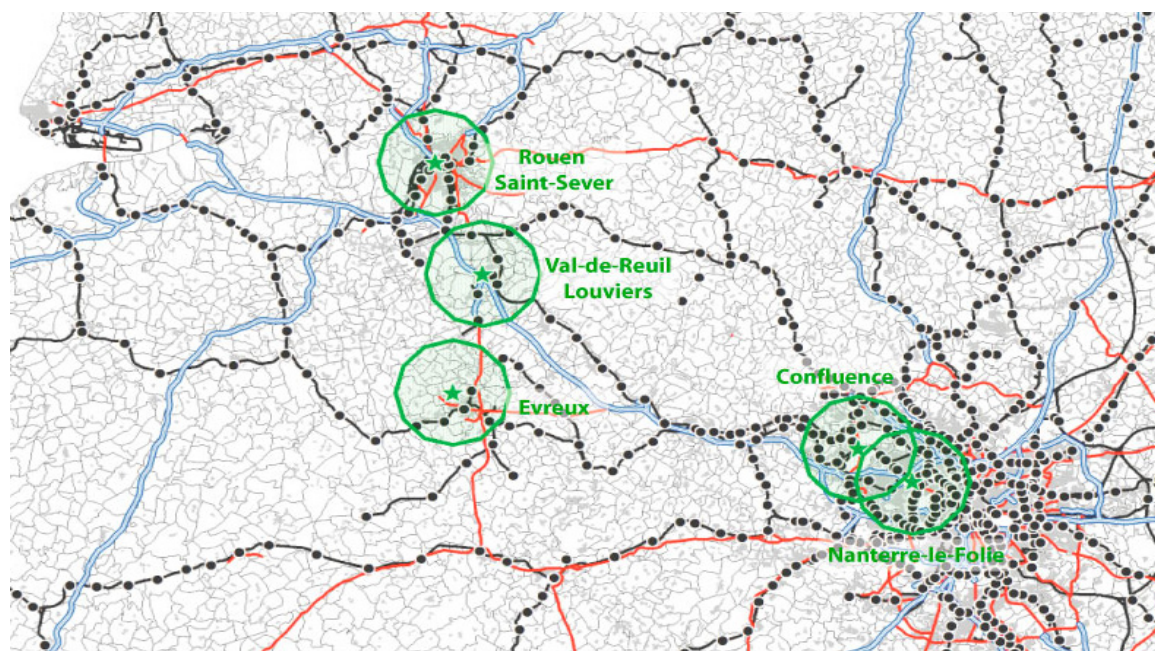 Rouen
Saint-Sever
Val-de-Reuil
Louviers
Confluence
Evreux
Nanterre-le-Folie